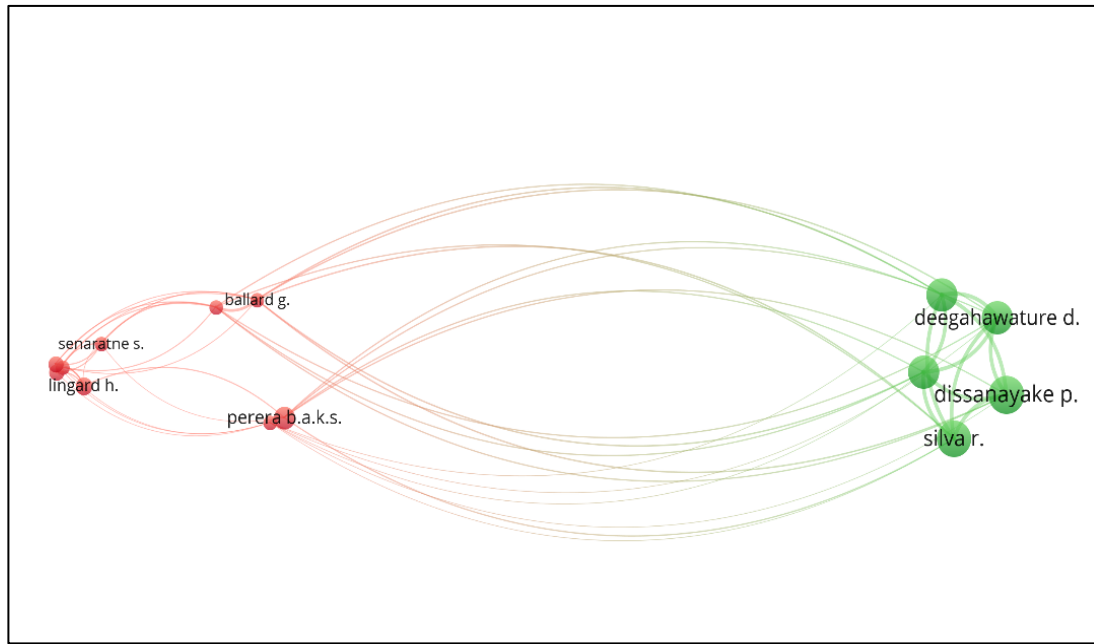 ballard g.
deegahawature d.
senaratne s.
lingard h.
dissanayake p.
perera b.a.k.s.
silva r.